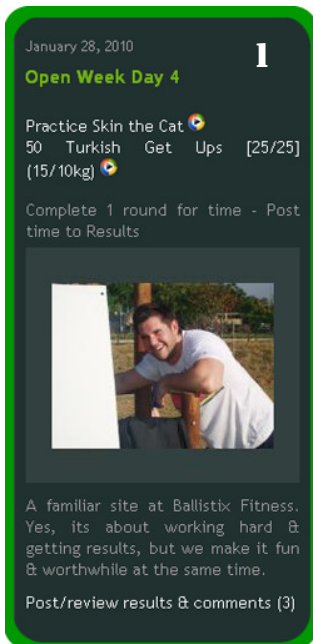 January 28, 2010
1
Open Week Day 4
Practice Skin the Cat
50 Turkish Get Ups [25/25]
(15/10kg)
Complete 1 round for time - Post
time to Results
A familiar site at Ballistix Fitness.
Yes, its about working hard &
getting results, but we make it fun
& worthwhile at the same time.
Post/review results & comments (3)